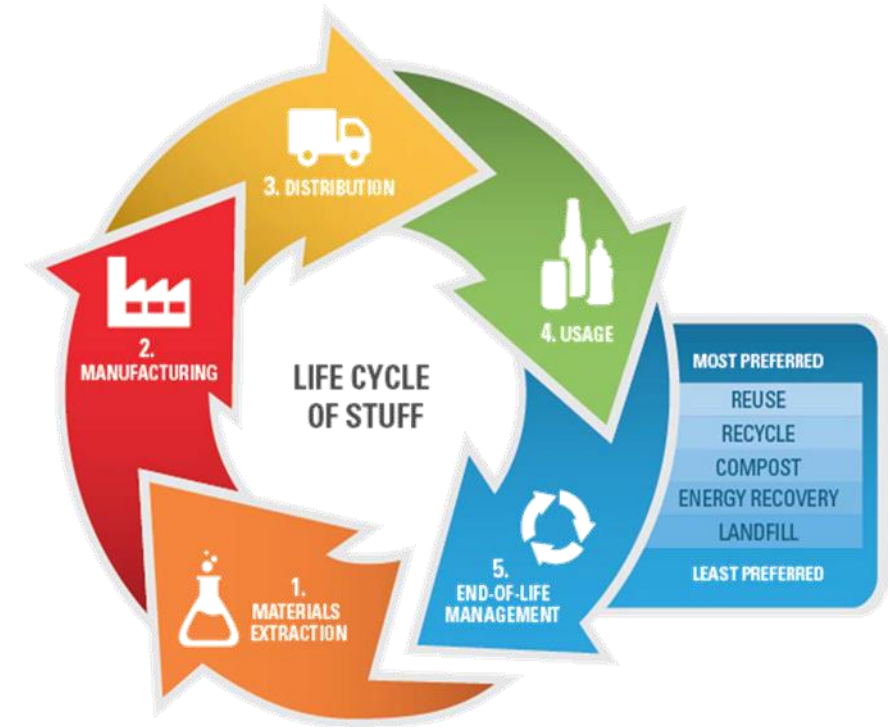 LIFE CYCLE
OF STUFF
1.
MATERIALS
EXTRACTION
2.
MANUFACTURING
3. DISTRIBUTION
4. USAGE
5.
END-OF-LIFE
MANAGEMENT
MOST PREFERRED
REUSE
RECYCLE
COMPOST
ENERGY RECOVERY
LANDFILL
LEAST PREFERRED